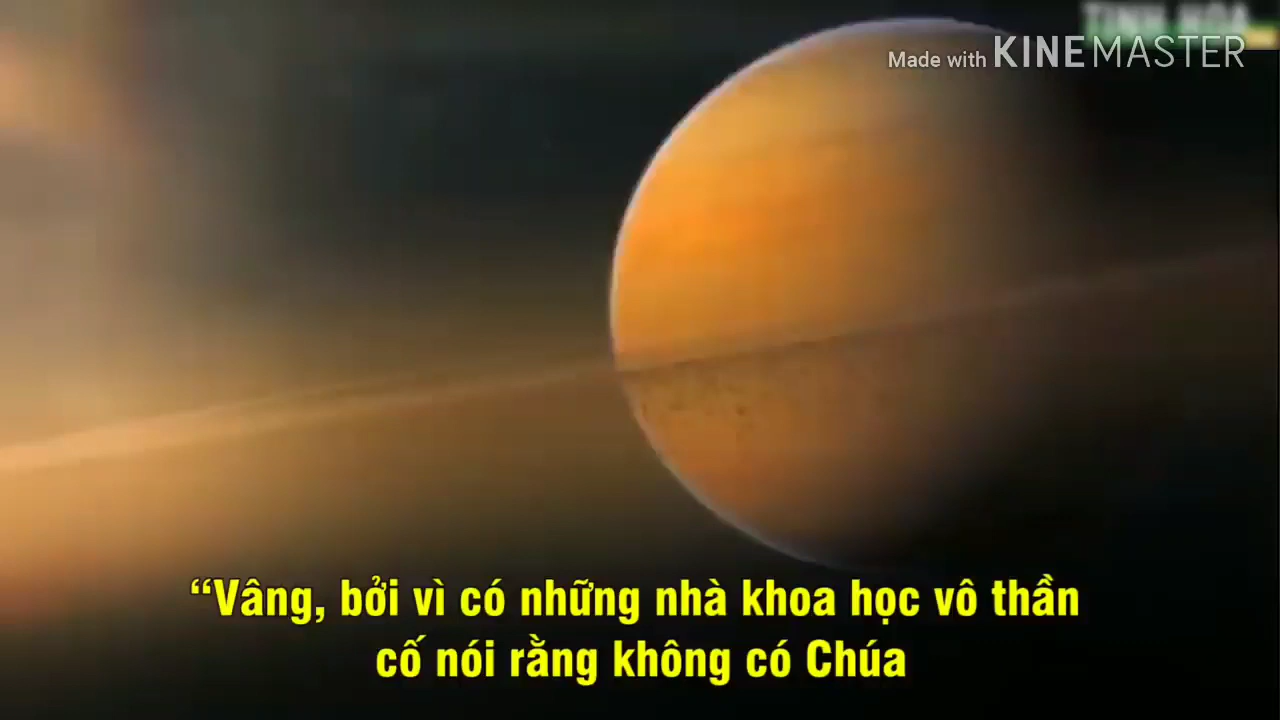 Made with KINEMASTER
“Vâng, bởi vì có những nhà khoa học vô thần
cố nói rằng không có Chúa